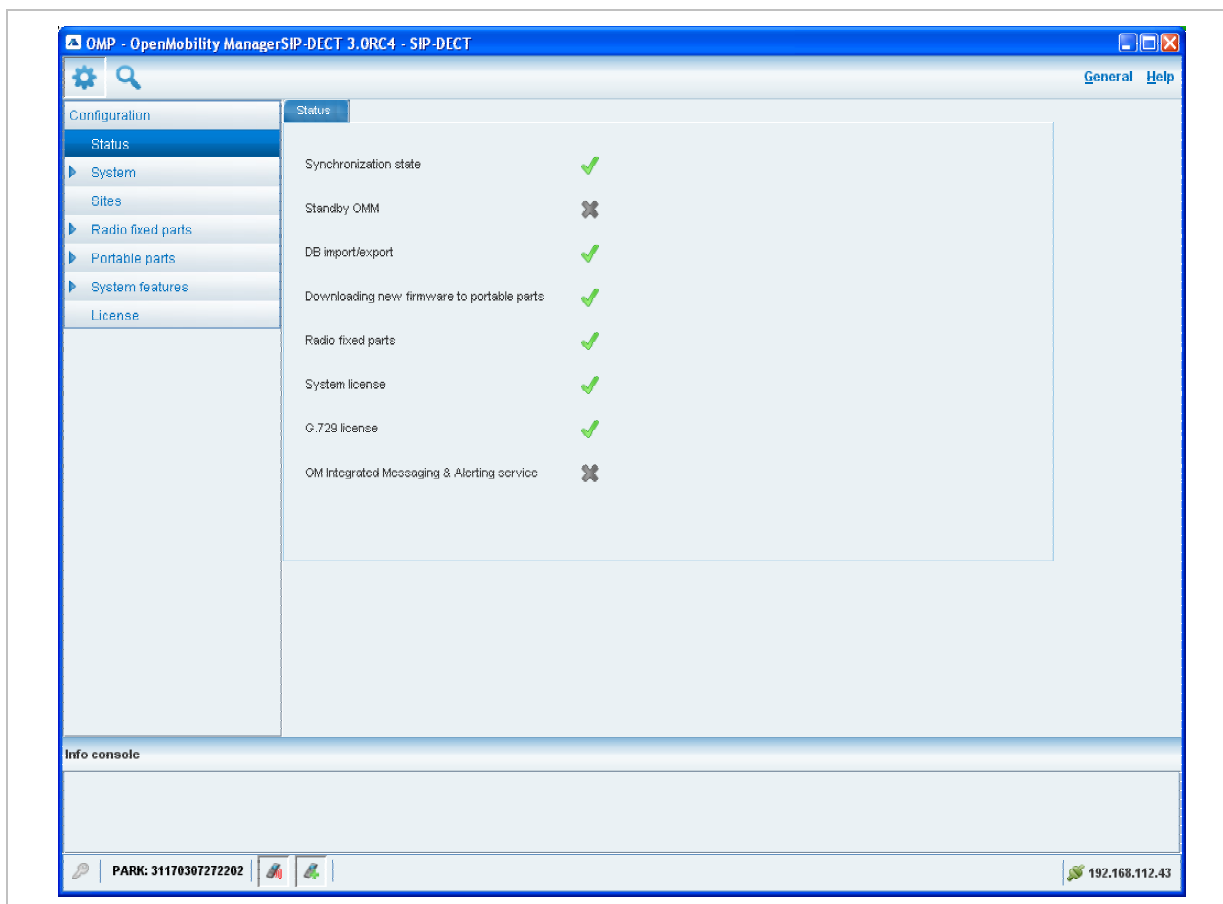 OMP - OpenMobility ManagerSIP-DECT 3.0RC4 - SIP-DECT
General Help
Configuration
Status
System
Sites
Radio fixed parts
Portable parts
System features
License
Status
Synchronization state
Standby OMM
DB import/export
Downloading new firmware to portable parts
Radio fixed parts
System license
G.729 license
OM Integrated Messaging & Alerting service
Info console
PARK: 31170307272202
192.168.112.43